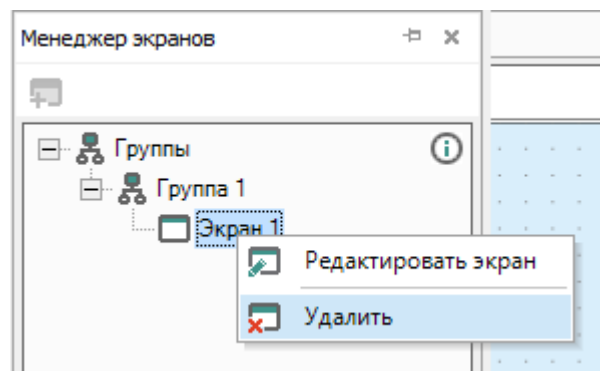 Менеджер экранов
Группы
Группа 1
Экран 1
Редактировать экран
Удалить